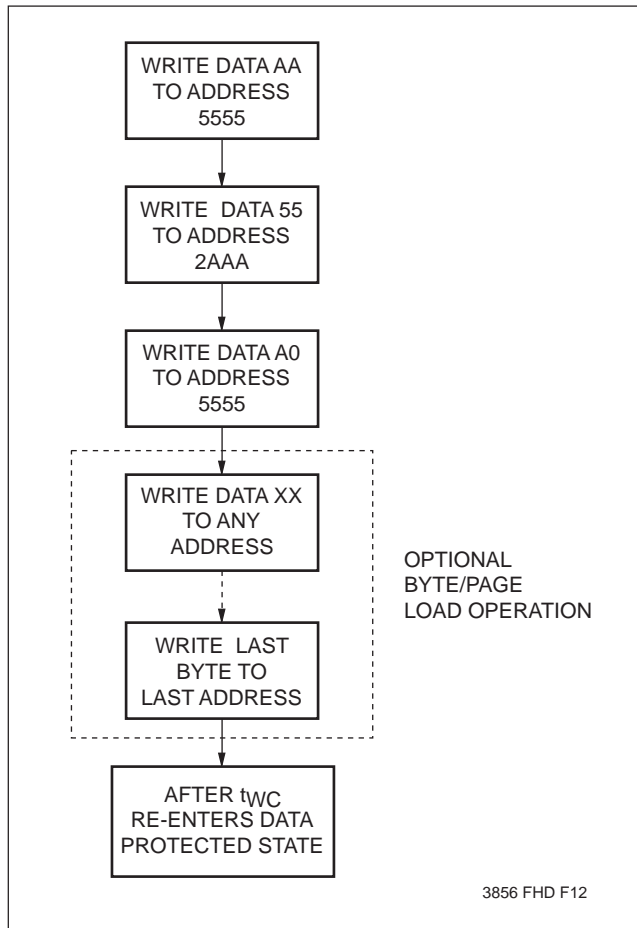 WRITE DATA AA
TO ADDRESS
5555
WRITE DATA 55
TO ADDRESS
2AAA
WRITE DATA A0
TO ADDRESS
5555
WRITE DATA XX
TO ANY
ADDRESS
OPTIONAL
BYTE/PAGE
LOAD OPERATION
WRITE LAST
BYTE TO
LAST ADDRESS
AFTER tWC
RE-ENTERS DATA
PROTECTED STATE
3856 FHD F12